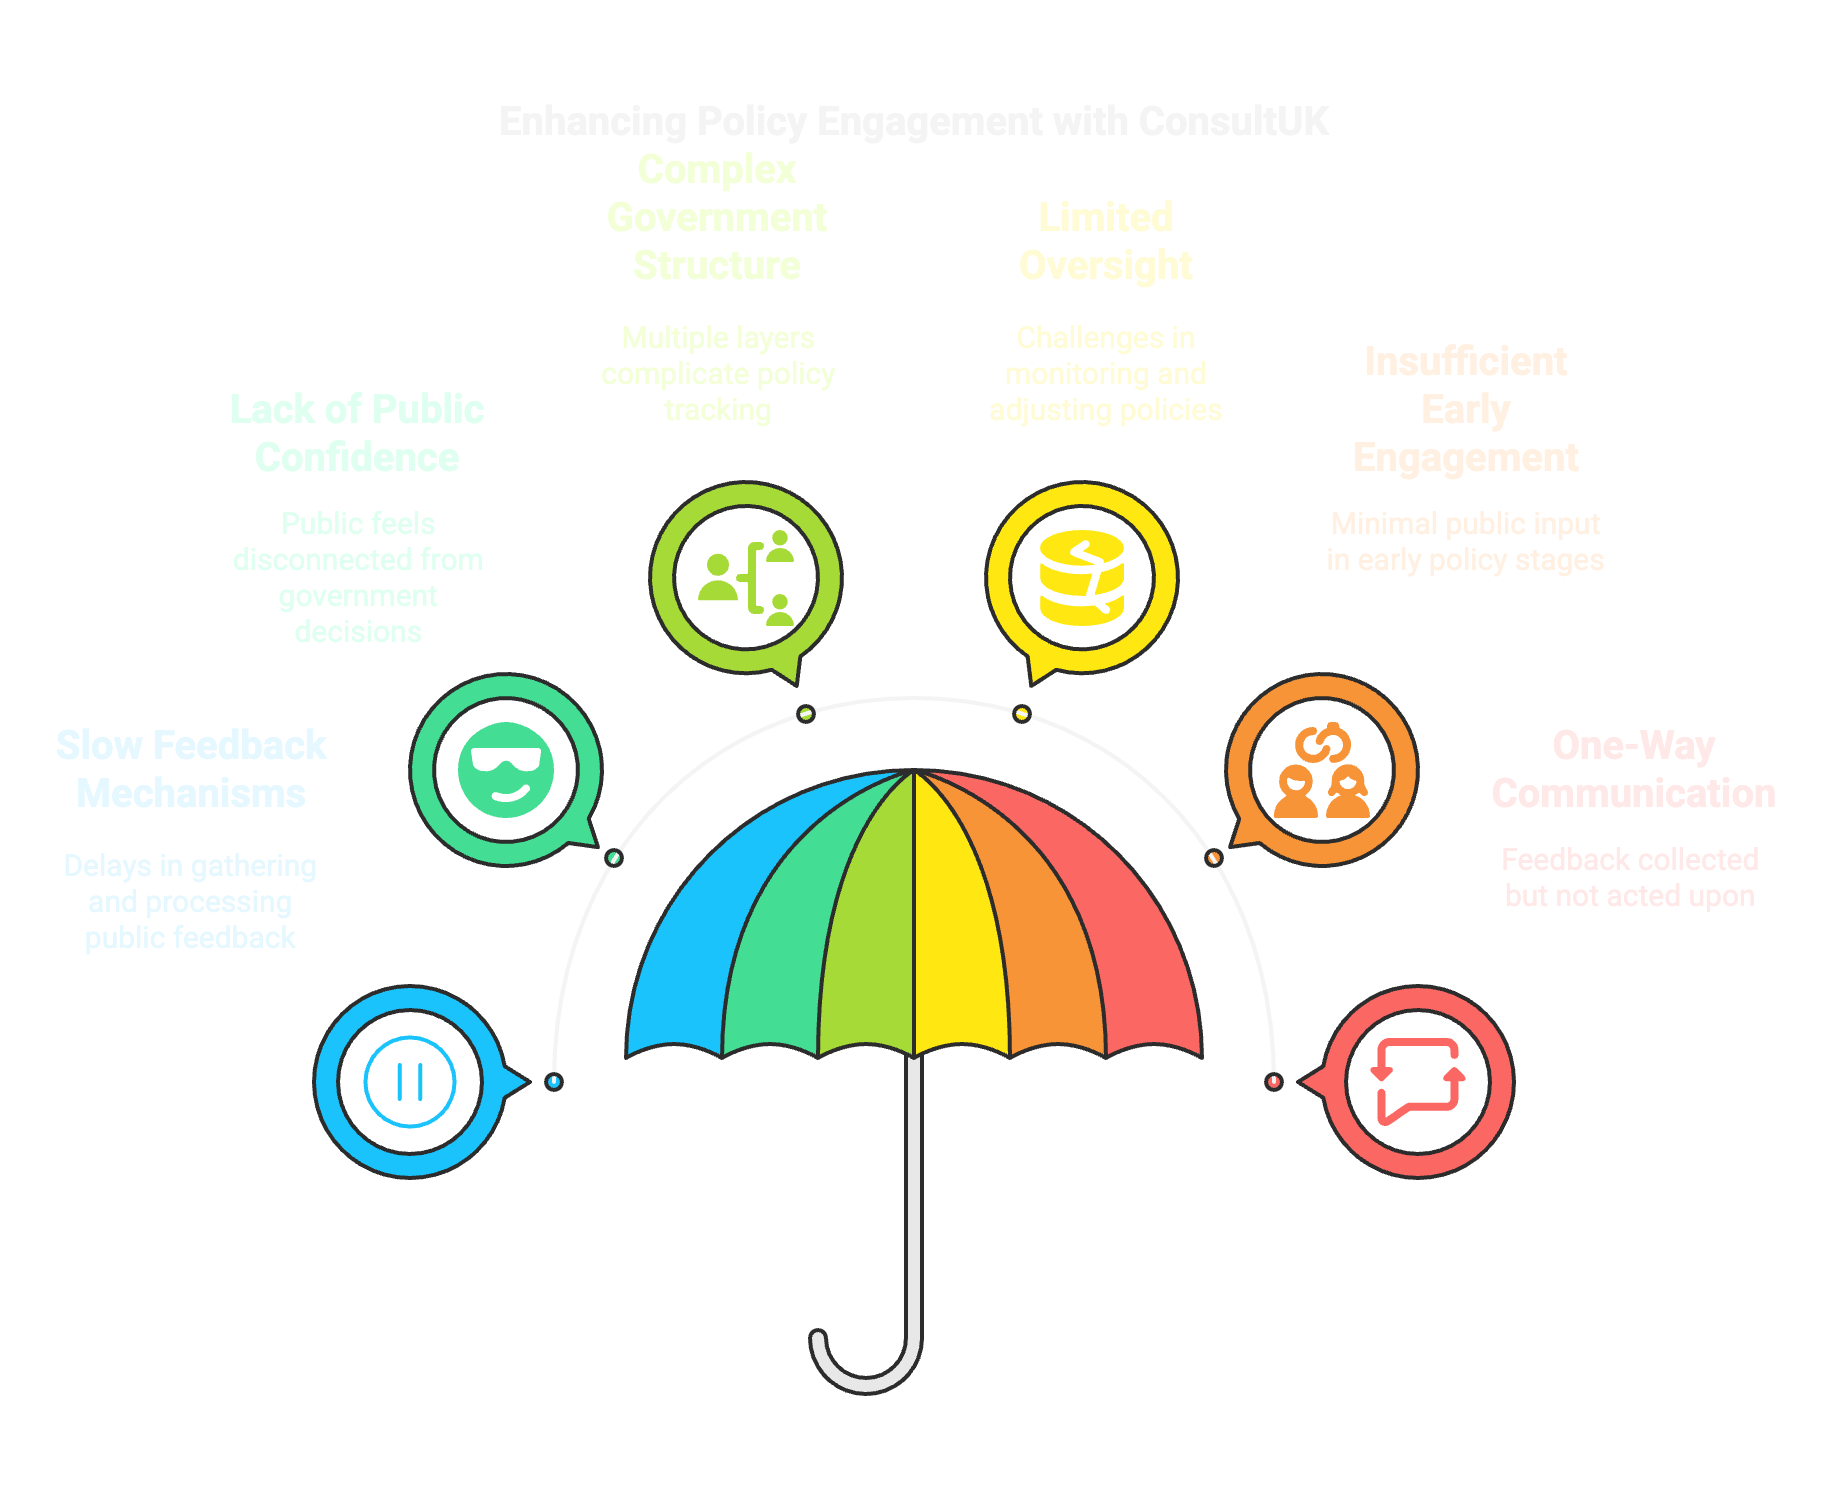 Enhancing Policy Engagement with ConsultUK
Complex
Government
Structure
Multiple layers
complicate policy
tracking
Limited
Oversight
Challenges in
monitoring and
adjusting policies
Lack of Public
Confidence
Public feels
disconnected from
government
decisions
Insufficient
Early
Engagement
Minimal public input
in early policy stages
Slow Feedback
Mechanisms
Delays in gathering
and processing
public feedback
One-Way
Communication
Feedback collected
but not acted upon